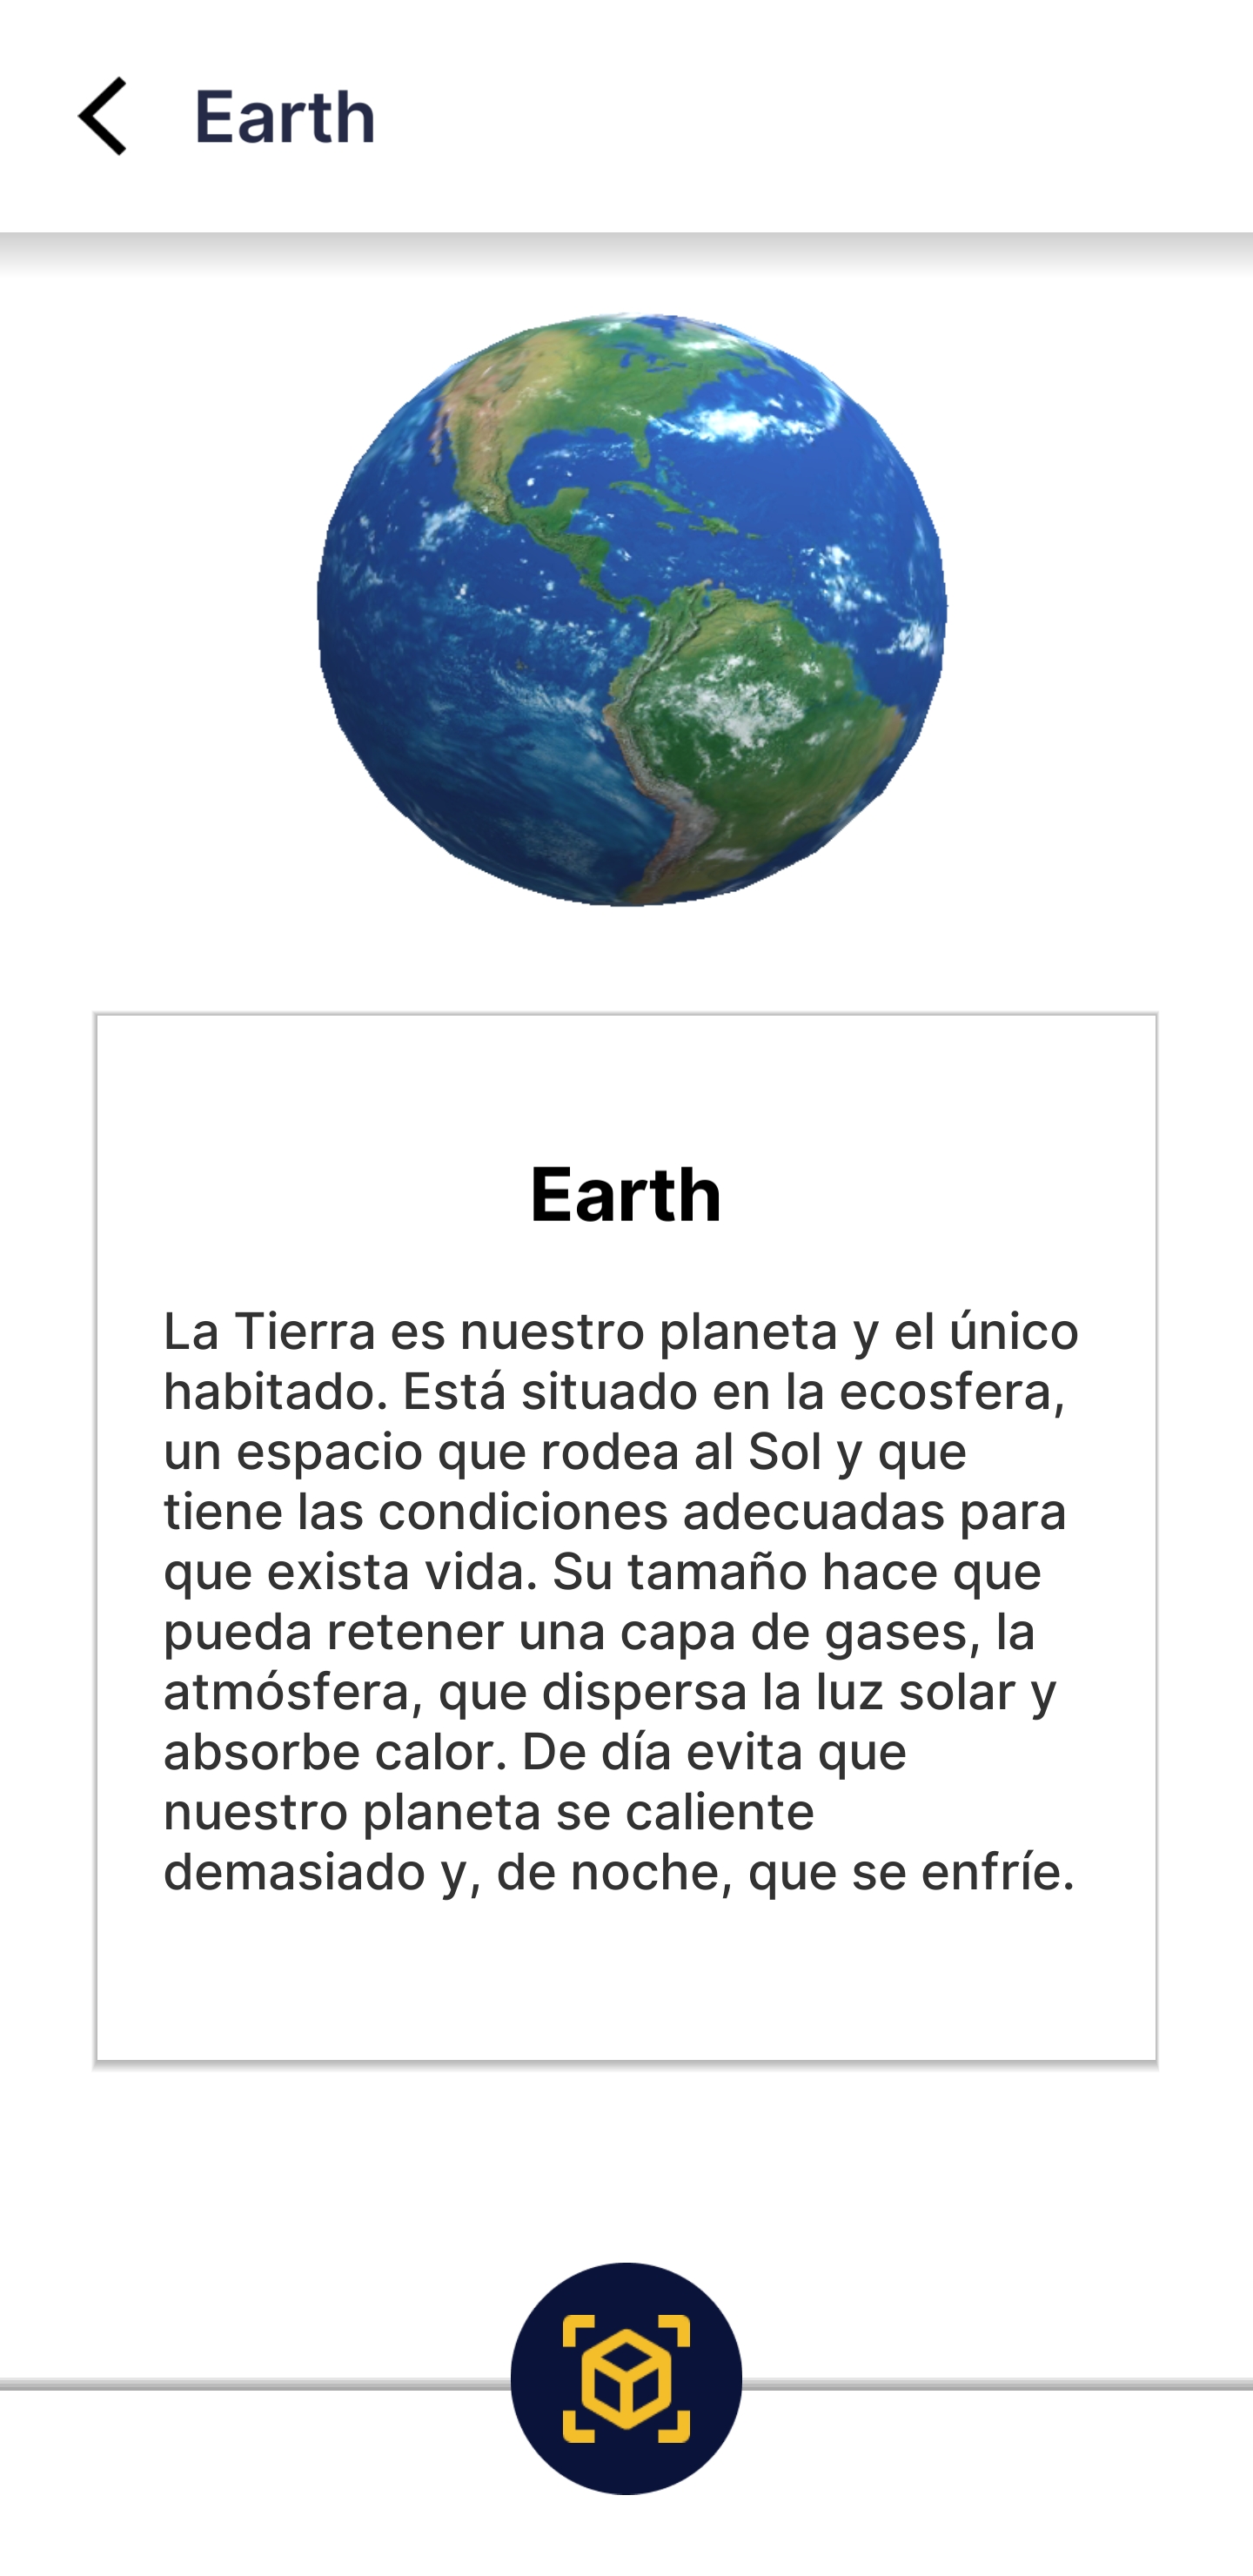 Earth
Earth
La Tierra es nuestro planeta y el único
habitado. Está situado en la ecosfera,
un espacio que rodea al Sol y que
tiene las condiciones adecuadas para
que exista vida. Su tamaño hace que
pueda retener una capa de gases, la
atmósfera, que dispersa la luz solar y
absorbe calor. De día evita que
nuestro planeta se caliente
demasiado y, de noche, que se enfríe.